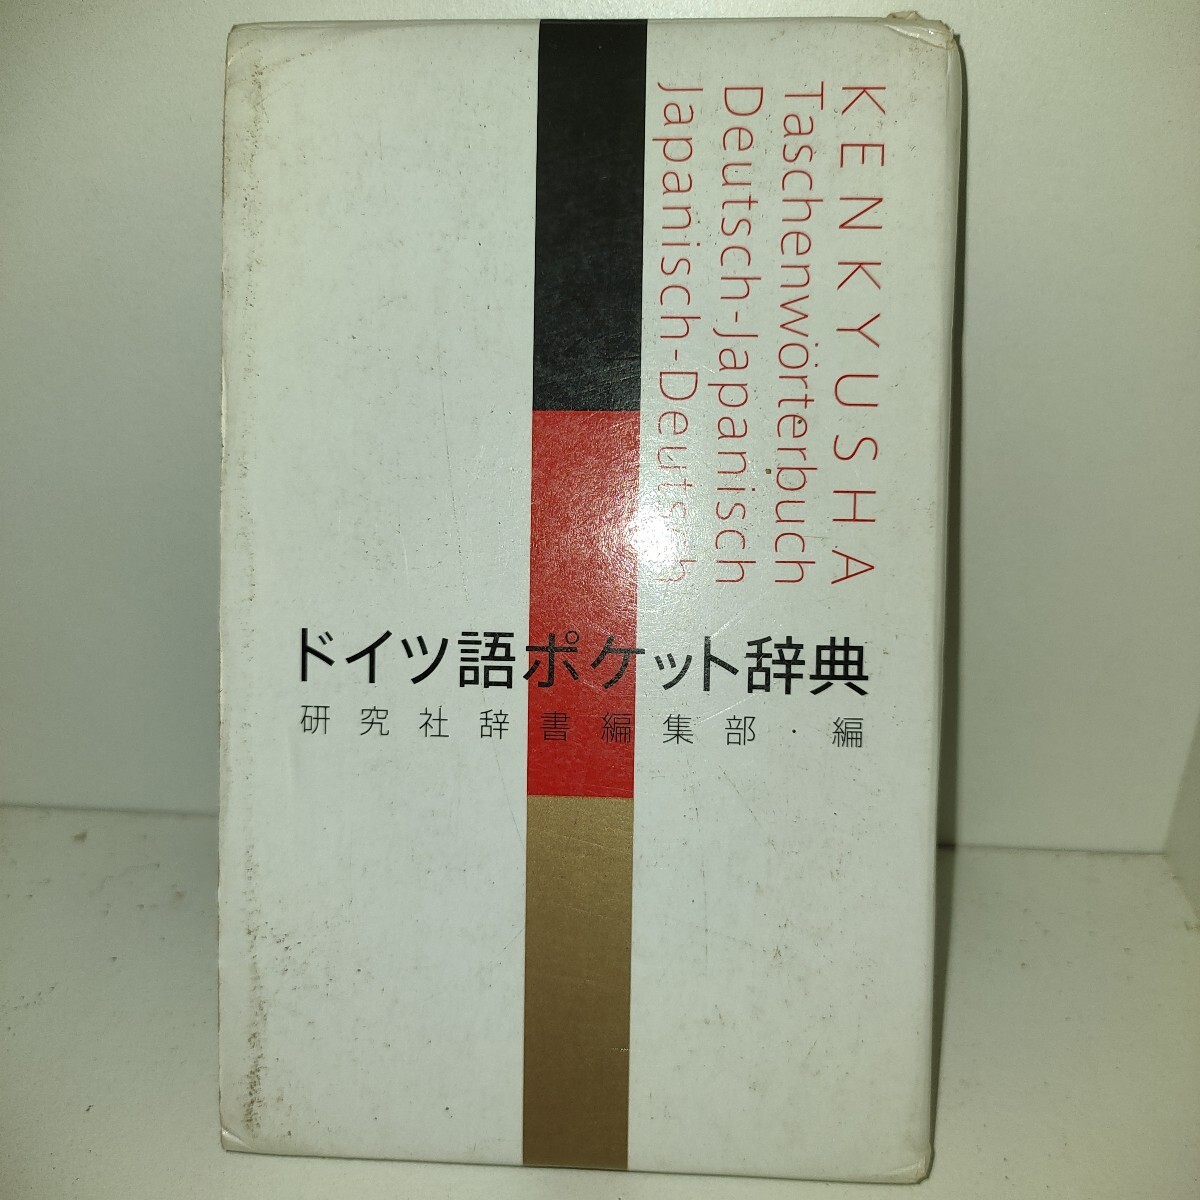 KENKYUSHA
Taschenwörterbuch
Deutsch-Japanisch
Japanisch-Deutsch
ドイツ語ポケット辞典
研究社辞書編集部・編